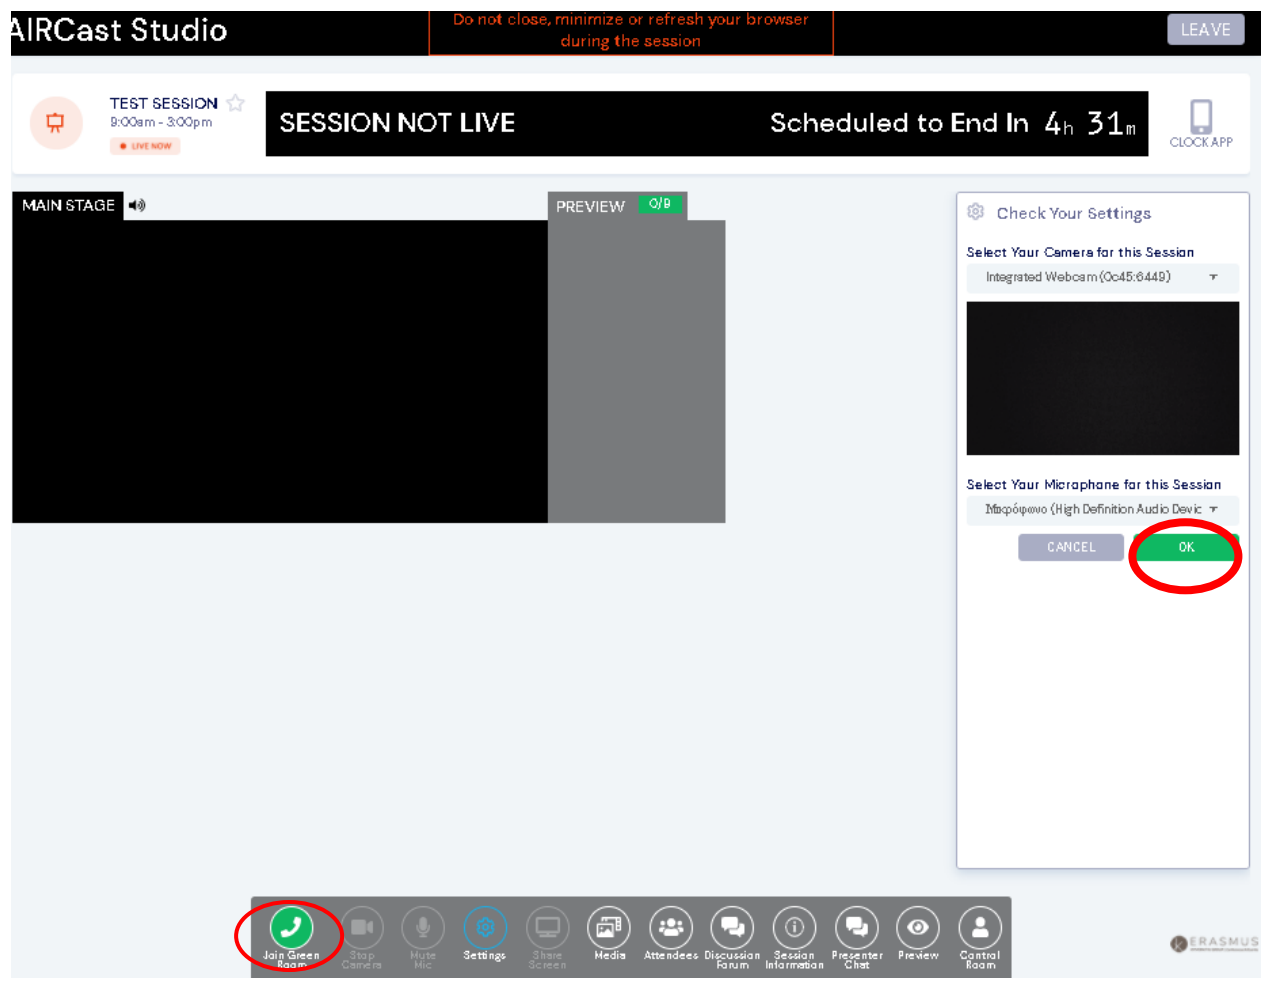 AIRCast Studio
Do not close, minimize or refresh your browser
during the session
LEAVE
TEST SESSION
9:00am - 3:00pm
LIVE NOW
SESSION NOT LIVE
Scheduled to End In 4h 31m
CLOCK APP
MAIN STAGE
PREVIEW 0/9
Check Your Settings
Select Your Camera for this Session
Integrated Webcam (0c45:6449)
Select Your Microphone for this Session
Μικρόφωνο (High Definition Audio Devic
CANCEL
OK
Join Green
Room
Stop
Camera
Mute
Mic
Settings
Share
Screen
Media
Attendees
Discussion
Forum
Session
Information
Presenter
Chat
Preview
Control
Room
ERASMUS